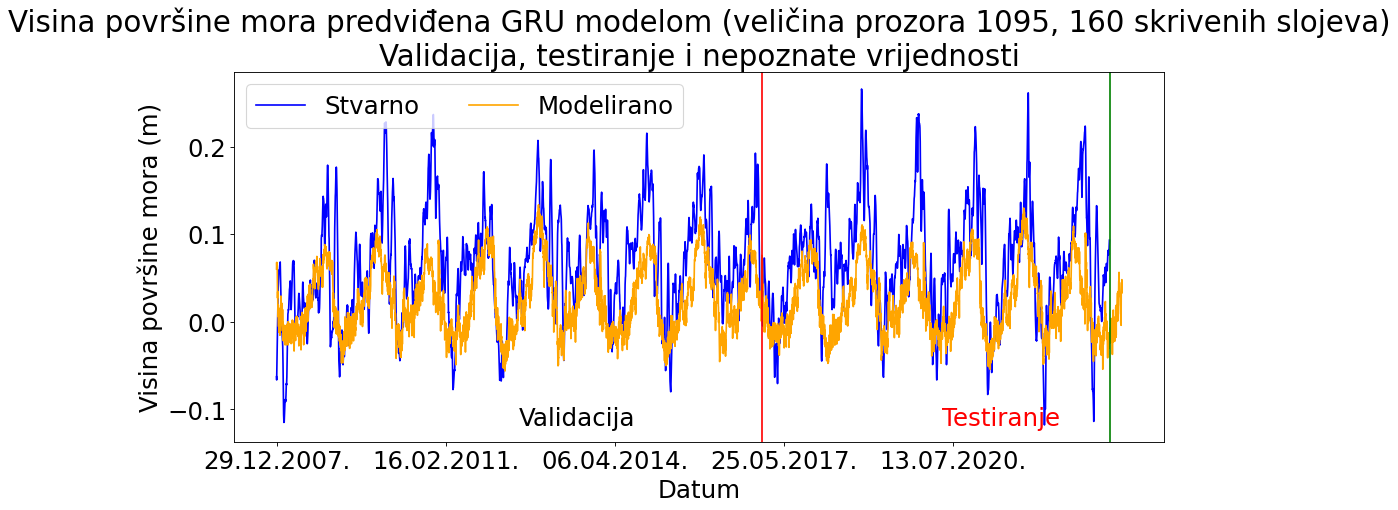 Visina površine mora predviđena GRU modelom (veličina prozora 1095, 160 skrivenih slojeva)
Validacija, testiranje i nepoznate vrijednosti
Stvarno Modelirano
Visina površine mora (m)
0.2
0.1
0.0
−0.1
Validacija Testiranje
29.12.2007. 16.02.2011. 06.04.2014. 25.05.2017. 13.07.2020.
Datum